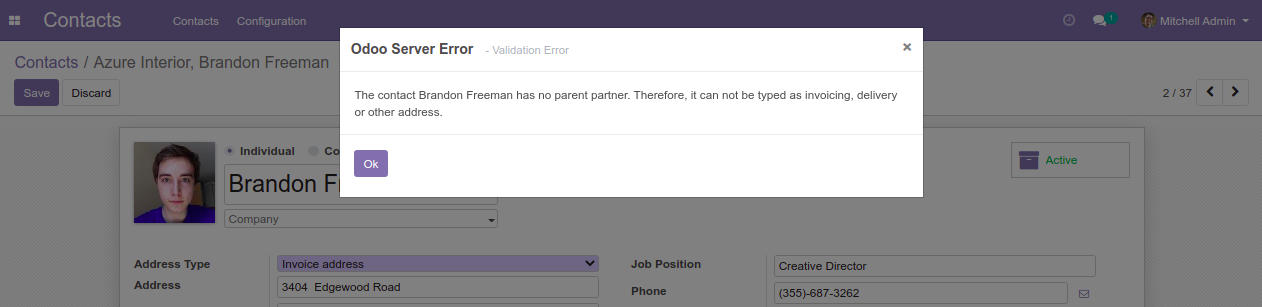 Contacts Contacts Configuration 1 Mitchell Admin
Odoo Server Error - Validation Error ×
Contacts / Azure Interior, Brandon Freeman
Save Discard
The contact Brandon Freeman has no parent partner. Therefore, it can not be typed as invoicing, delivery
or other address.
2 / 37
Ok
Individual Co
Active
Brandon Fr
Company
Address Type Invoice address Job Position Creative Director
Address 3404 Edgewood Road Phone (355)-687-3262